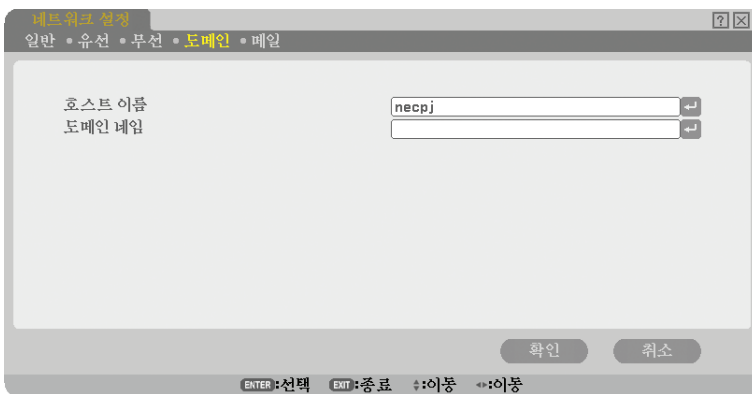 네트워크 설정
일반 • 유선 • 무선 • 도메인 • 메일
호스트 이름 necpj
도메인 네임
확인 취소
ENTER:선택 EXIT:종료 :이동 :이동